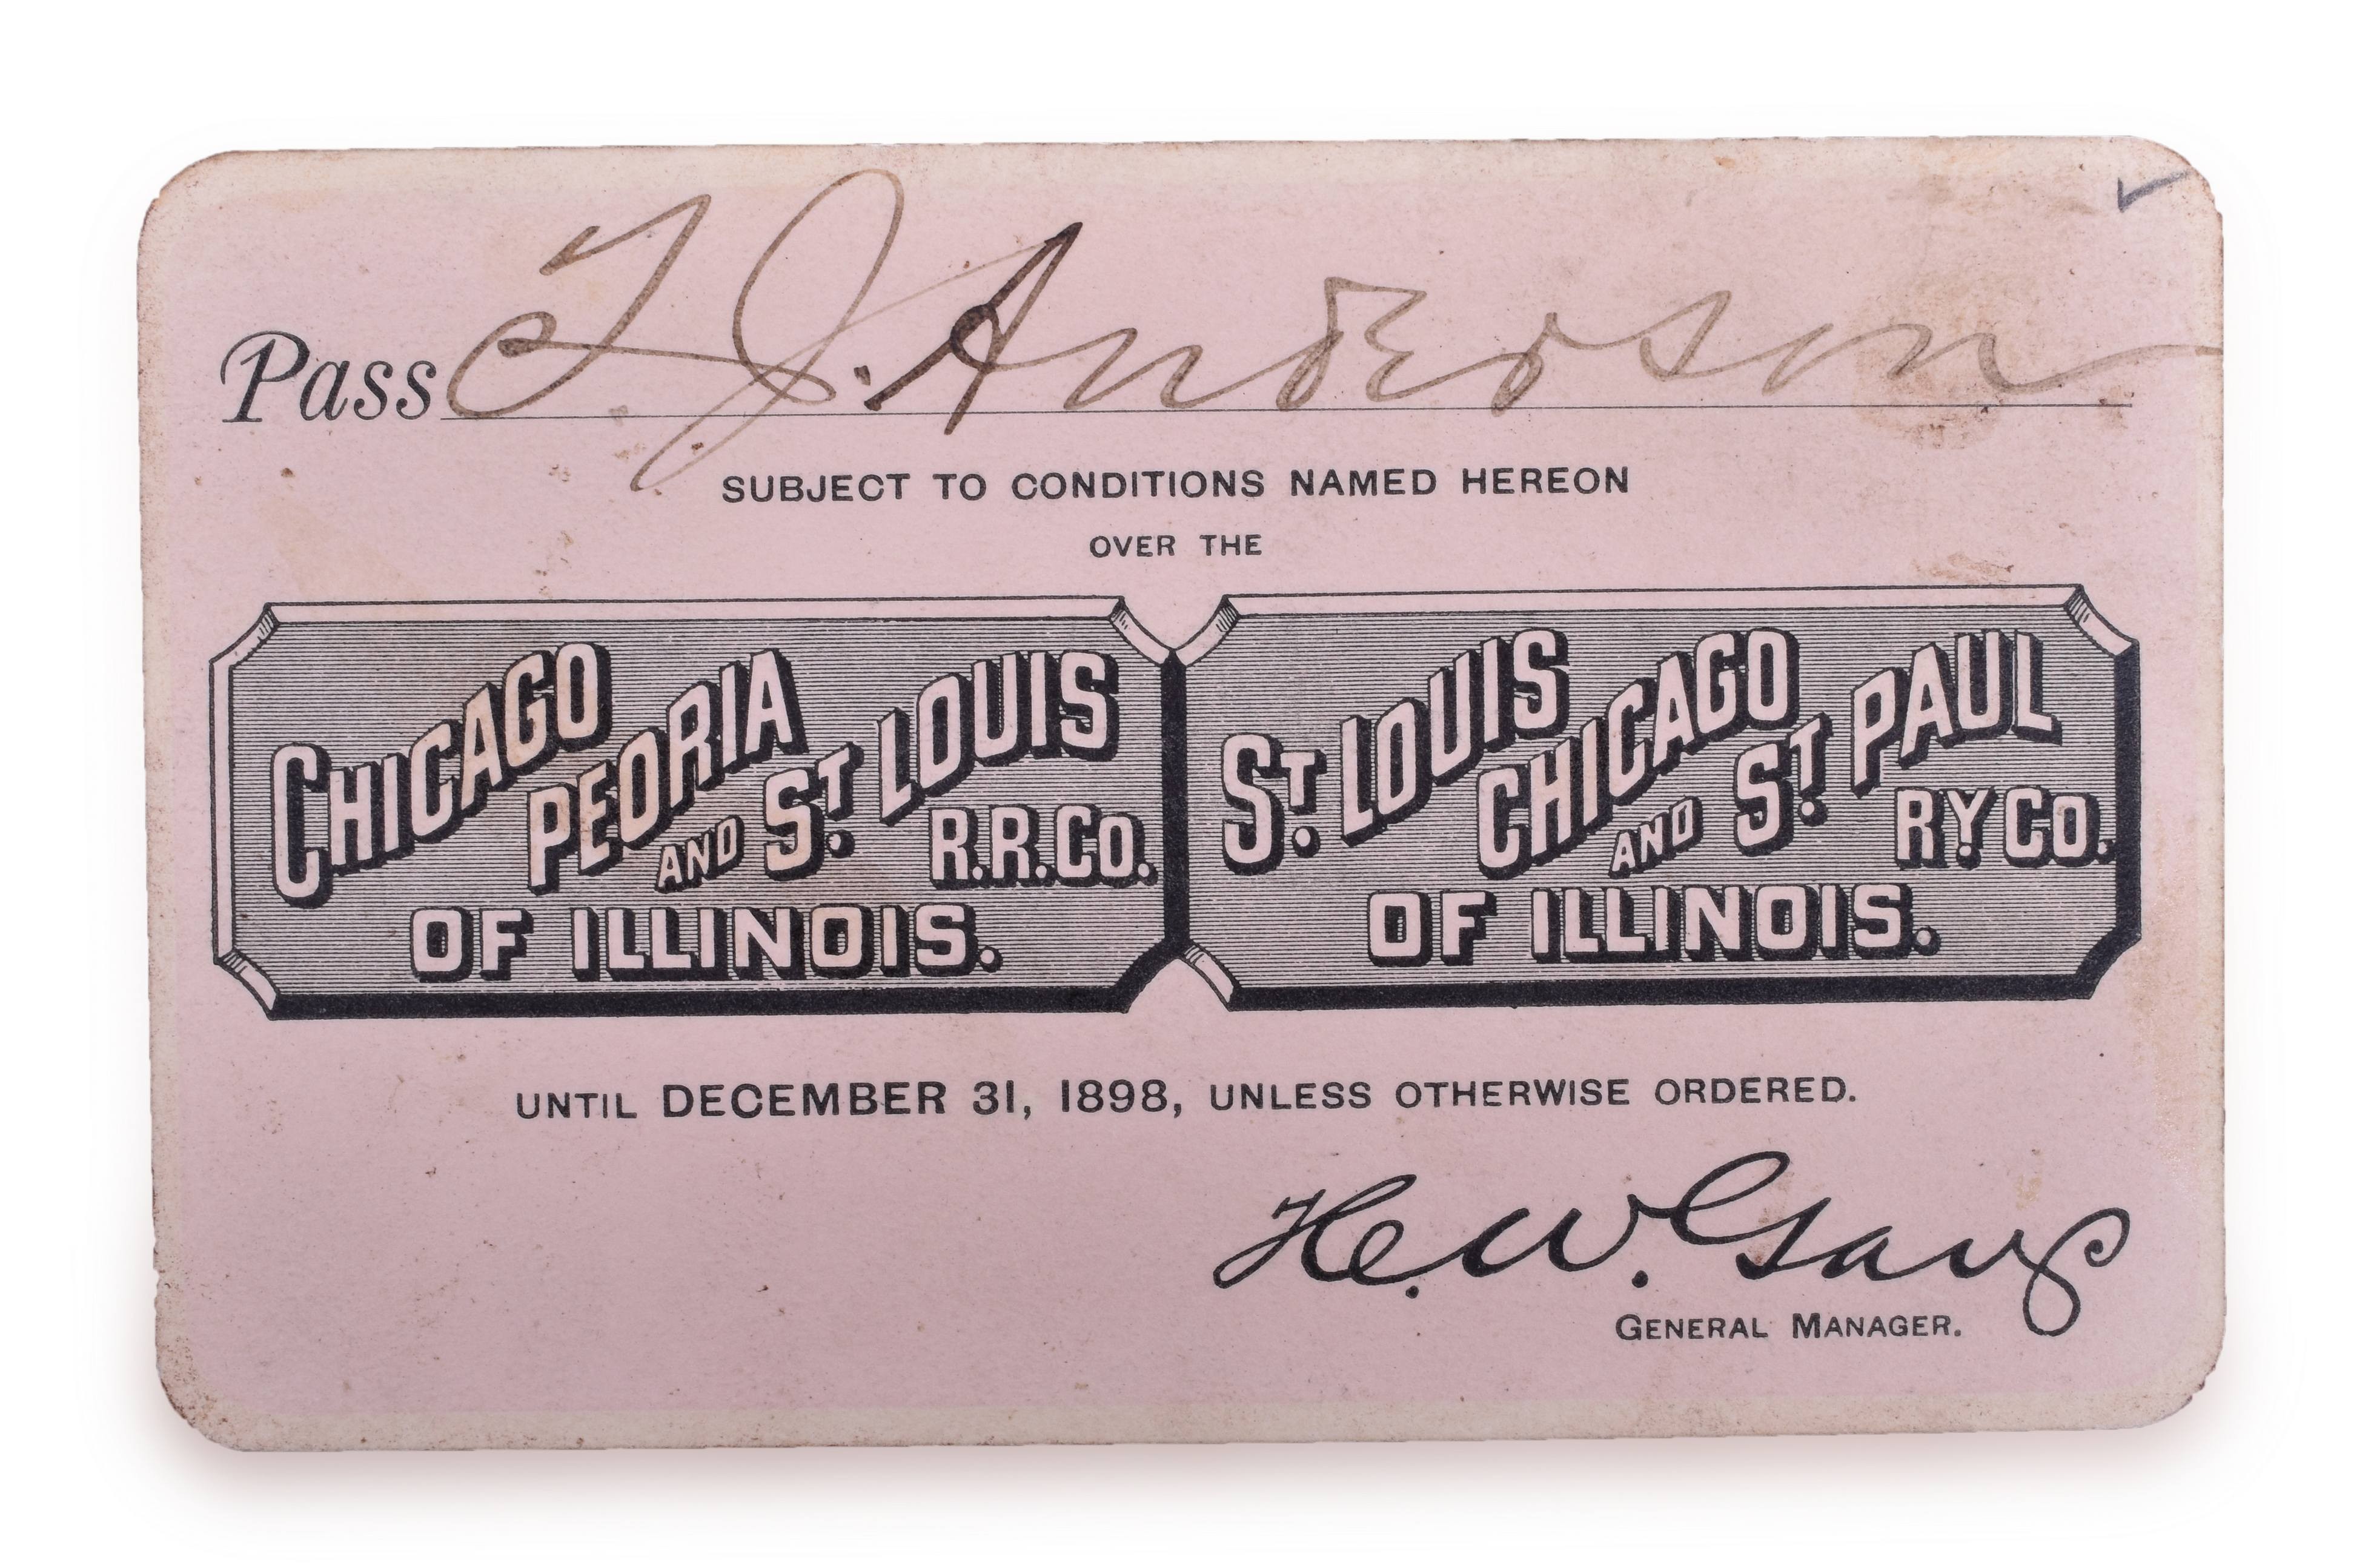 Pass T. J. Anderson
SUBJECT TO CONDITIONS NAMED HEREON
OVER THE
CHICAGO PEORIA AND ST. LOUIS R.R.CO.
OF ILLINOIS.
ST. LOUIS CHICAGO AND ST. PAUL RY CO.
OF ILLINOIS.
UNTIL DECEMBER 31, 1898, UNLESS OTHERWISE ORDERED.
H. W. Gays
GENERAL MANAGER.